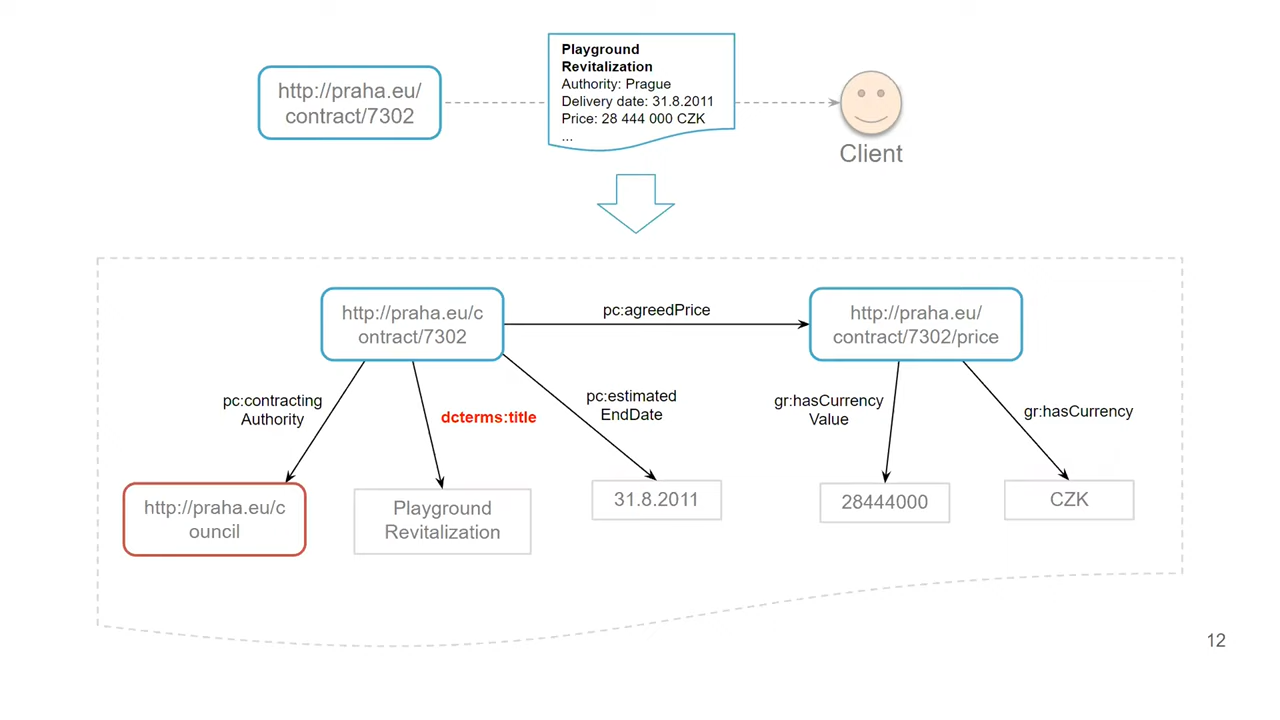 http://praha.eu/
contract/7302
Playground
Revitalization
Authority: Prague
Delivery date: 31.8.2011
Price: 28 444 000 CZK
...
Client
http://praha.eu/c
ontract/7302
pc:agreedPrice
http://praha.eu/
contract/7302/price
pc:contracting
Authority
dcterms:title
pc:estimated
EndDate
gr:hasCurrency
Value
gr:hasCurrency
http://praha.eu/c
ouncil
Playground
Revitalization
31.8.2011
28444000
CZK
12